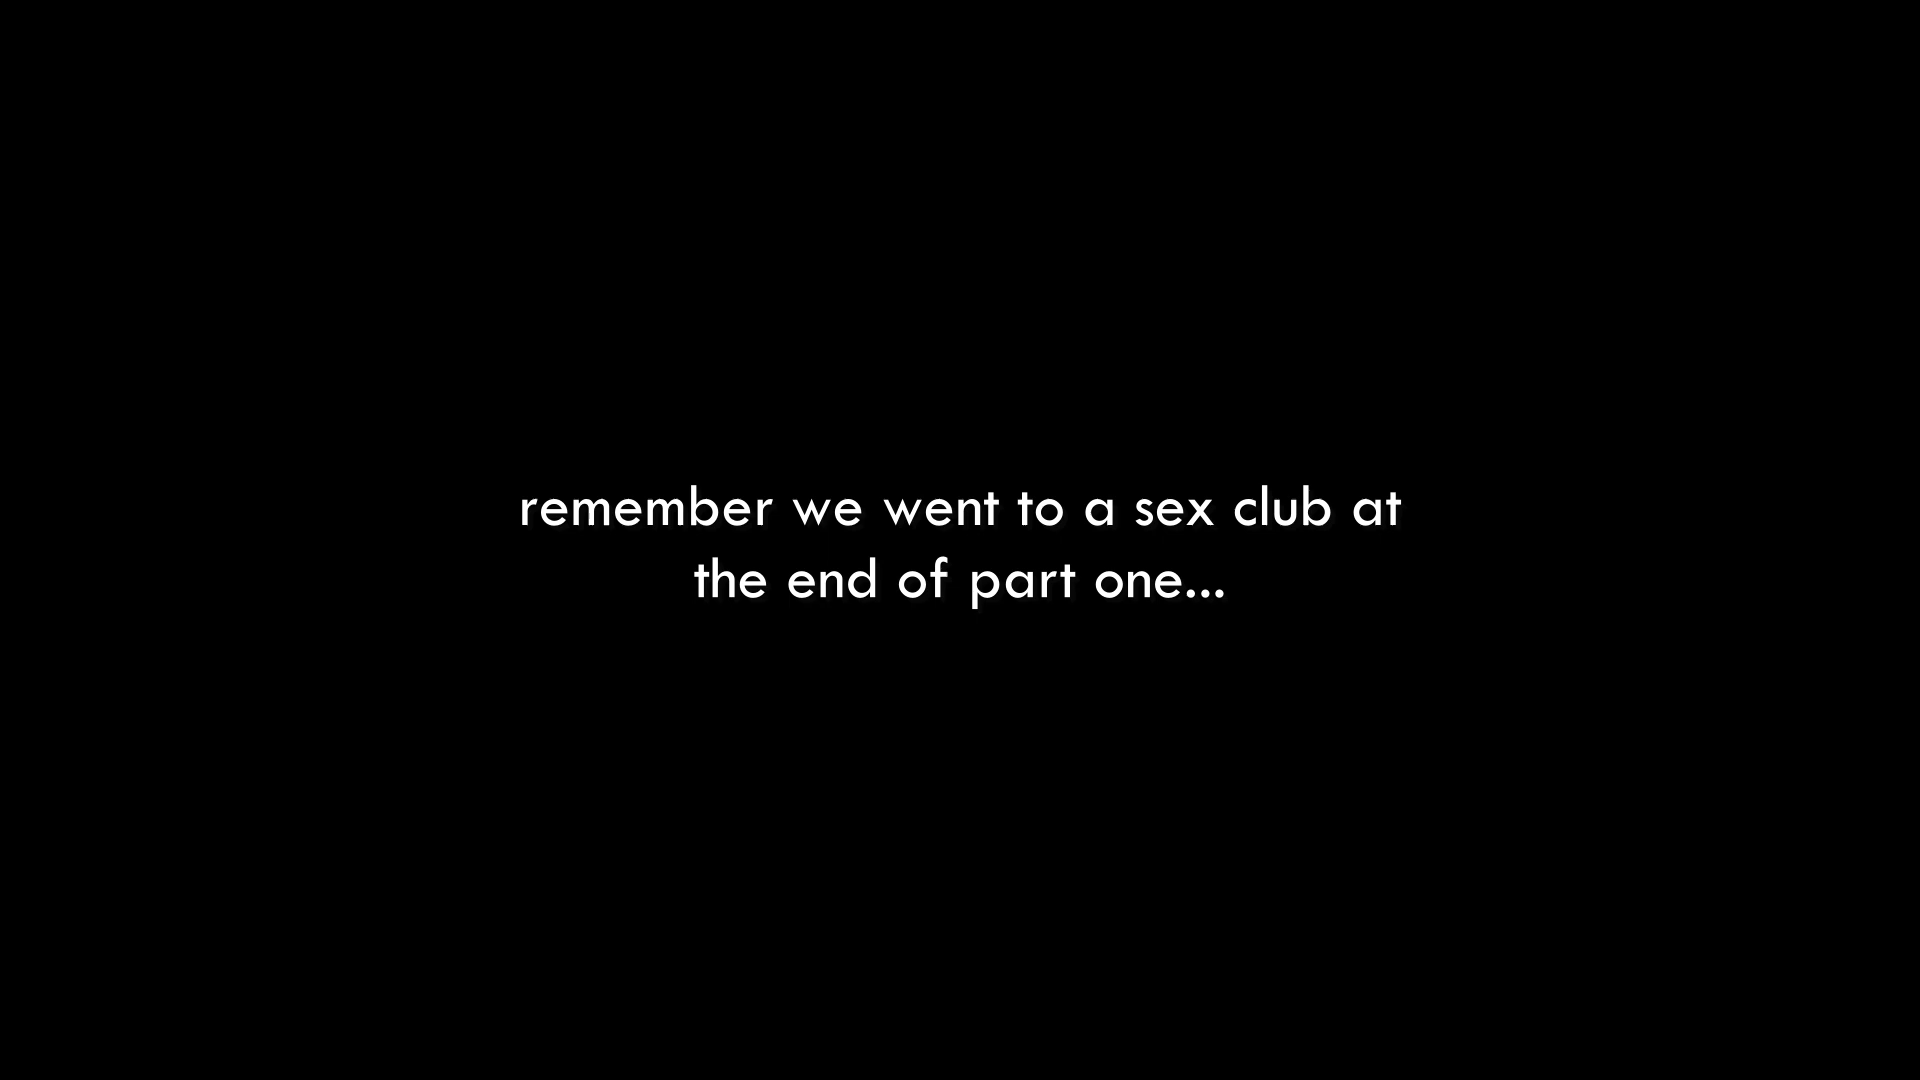 remember we went to a sex club at
the end of part one...